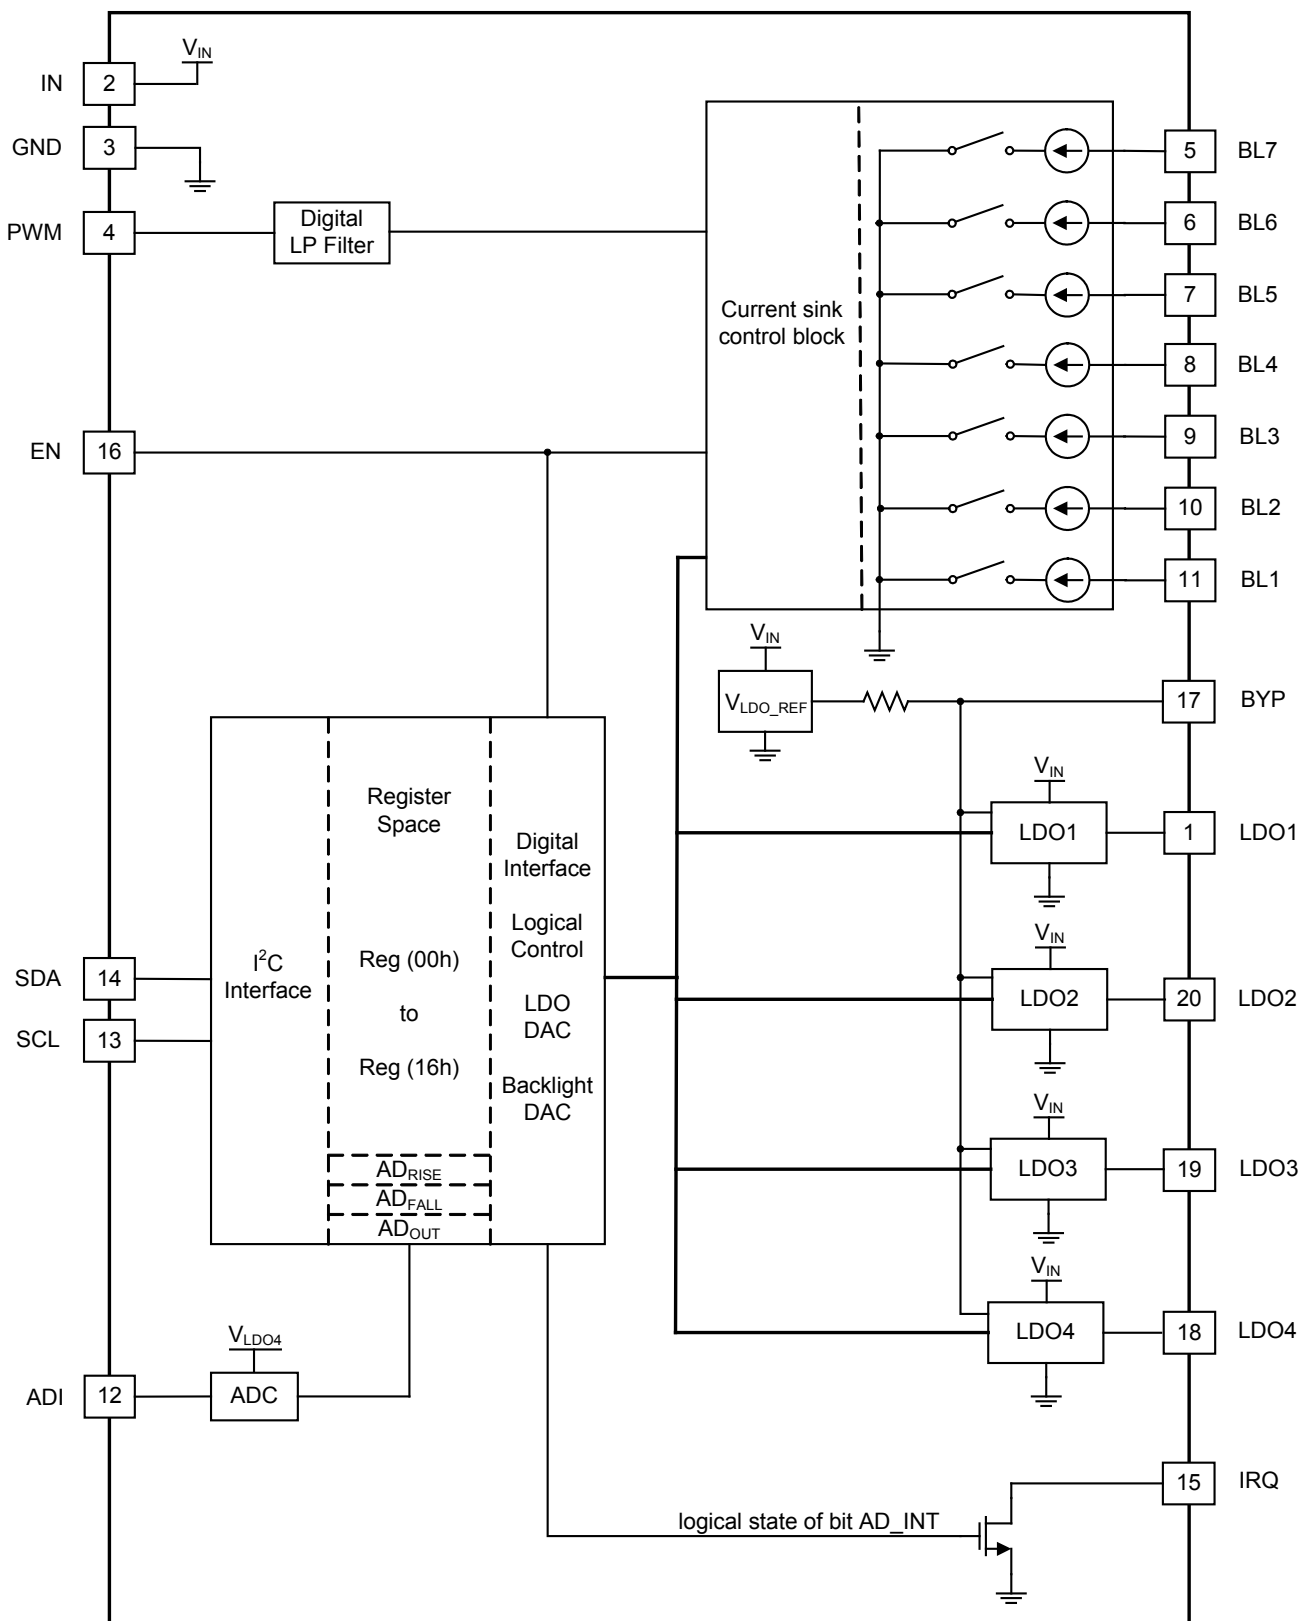 V_IN
IN 2
GND 3
PWM 4
Digital
LP Filter
EN 16
Current sink
control block
5 BL7
6 BL6
7 BL5
8 BL4
9 BL3
10 BL2
11 BL1
V_IN
V_LDO_REF
17 BYP
V_IN
LDO1
1 LDO1
V_IN
LDO2
20 LDO2
V_IN
LDO3
19 LDO3
V_IN
LDO4
18 LDO4
SDA 14
SCL 13
I²C
Interface
Register
Space
Reg (00h)
to
Reg (16h)
AD_RISE
AD_FALL
AD_OUT
Digital
Interface
Logical
Control
LDO
DAC
Backlight
DAC
V_LDO4
ADI 12
ADC
15 IRQ
logical state of bit AD_INT